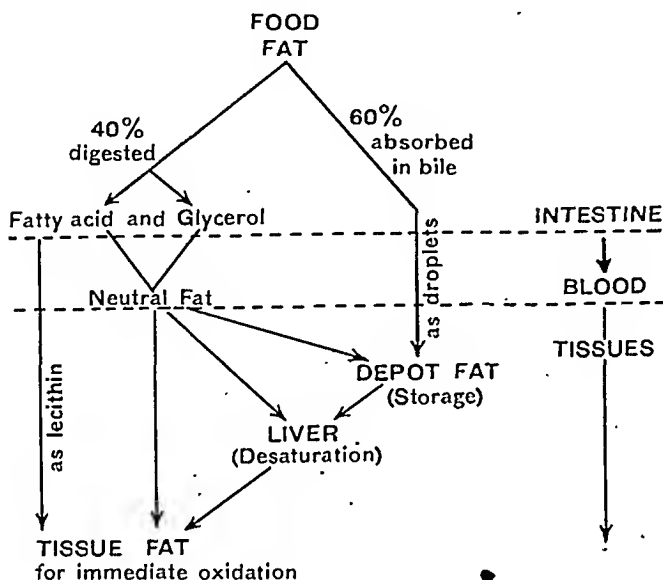 FOOD
FAT
40%
digested
60%
absorbed
in bile
Fatty acid and Glycerol
INTESTINE
as droplets
Neutral Fat
BLOOD
TISSUES
DEPOT FAT
(Storage)
LIVER
(Desaturation)
as lecithin
TISSUE FAT
for immediate oxidation